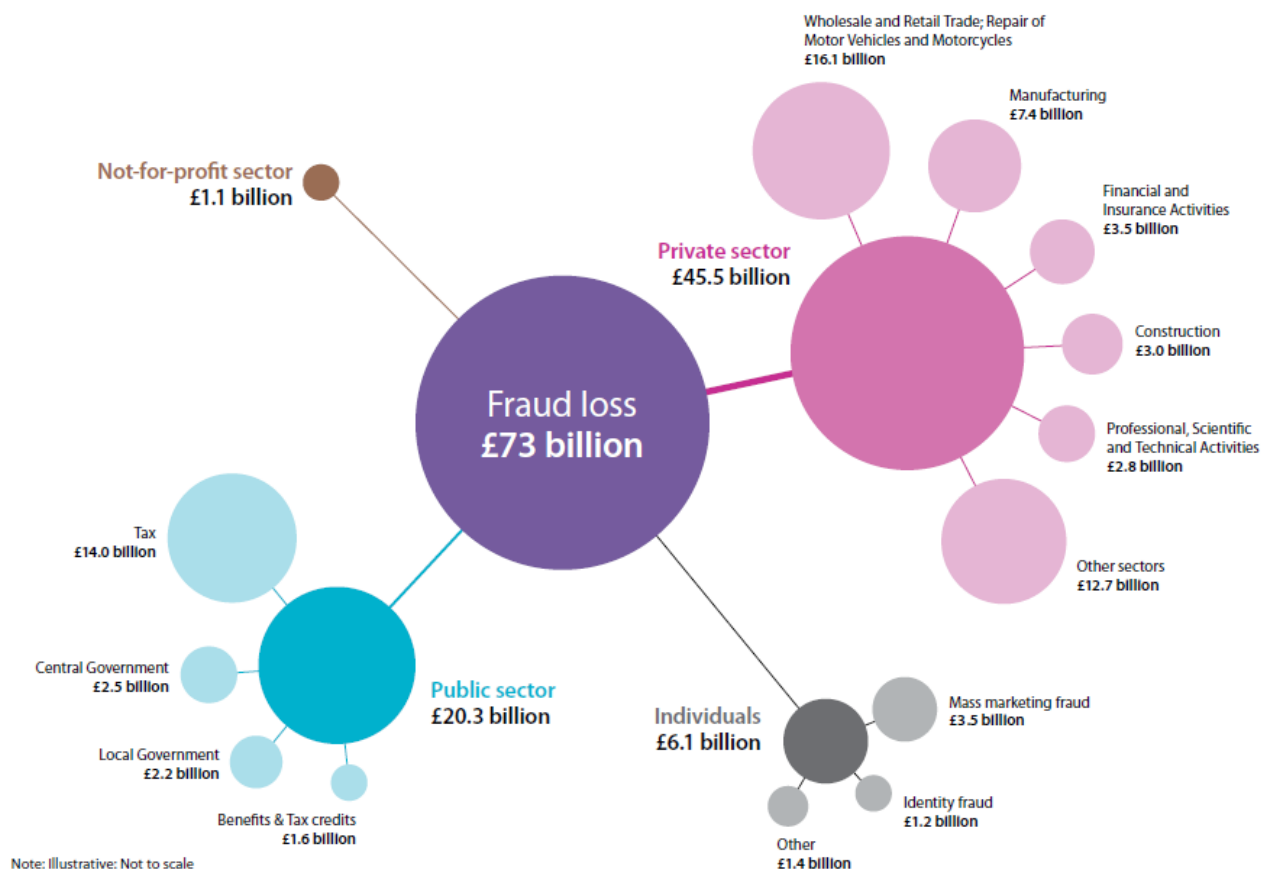 Wholesale and Retail Trade; Repair of
Motor Vehicles and Motorcycles
£16.1 billion
Manufacturing
£7.4 billion
Not-for-profit sector
£1.1 billion
Financial and
Insurance Activities
£3.5 billion
Private sector
£45.5 billion
Construction
£3.0 billion
Fraud loss
£73 billion
Professional, Scientific
and Technical Activities
£2.8 billion
Tax
£14.0 billion
Other sectors
£12.7 billion
Central Government
£2.5 billion
Public sector
£20.3 billion
Individuals
£6.1 billion
Mass marketing fraud
£3.5 billion
Local Government
£2.2 billion
Identity fraud
£1.2 billion
Benefits & Tax credits
£1.6 billion
Other
£1.4 billion
Note: Illustrative: Not to scale